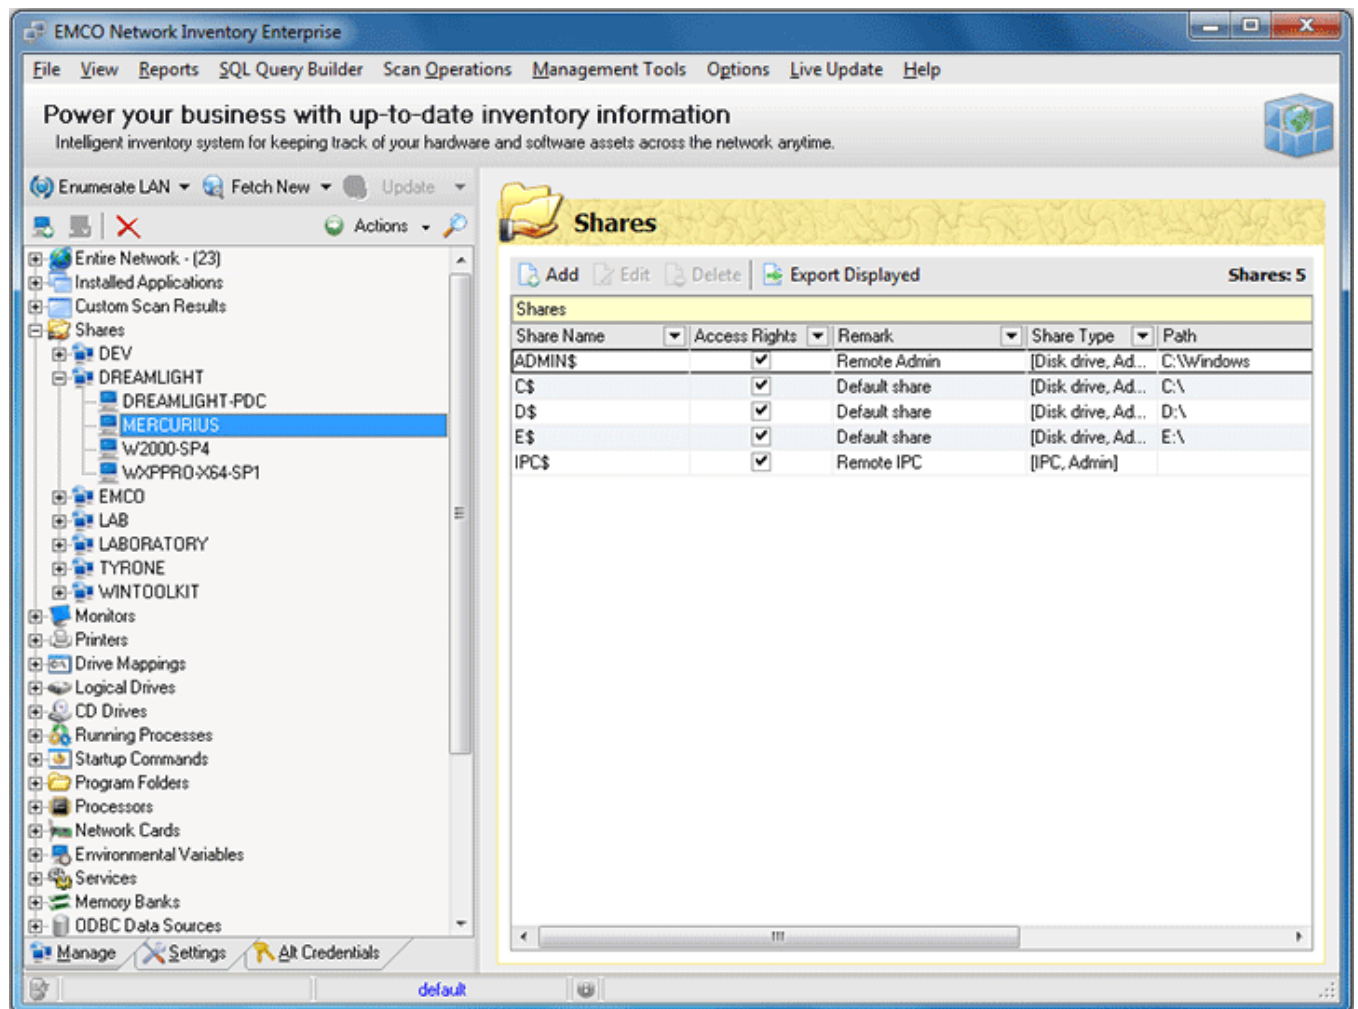 EMCO Network Inventory Enterprise
File View Reports SQL Query Builder Scan Operations Management Tools Options Live Update Help
Power your business with up-to-date inventory information
Intelligent inventory system for keeping track of your hardware and software assets across the network anytime.
Enumerate LAN Fetch New Update
Actions
Entire Network - (23)
Installed Applications
Custom Scan Results
Shares
DEV
DREAMLIGHT
DREAMLIGHT-PDC
MERCURIUS
W2000-SP4
WXPPRO-X64-SP1
EMCO
LAB
LABORATORY
TYRONE
WINTOOLKIT
Monitors
Printers
Drive Mappings
Logical Drives
CD Drives
Running Processes
Startup Commands
Program Folders
Processors
Network Cards
Environmental Variables
Services
Memory Banks
ODBC Data Sources
Manage Settings Alt Credentials
Shares
Add Edit Delete Export Displayed Shares: 5
Shares
Share Name Access Rights Remark Share Type Path
ADMIN$ Remote Admin [Disk drive, Ad... C:\Windows
C$ Default share [Disk drive, Ad... C:\
D$ Default share [Disk drive, Ad... D:\
E$ Default share [Disk drive, Ad... E:\
IPC$ Remote IPC [IPC, Admin]
default